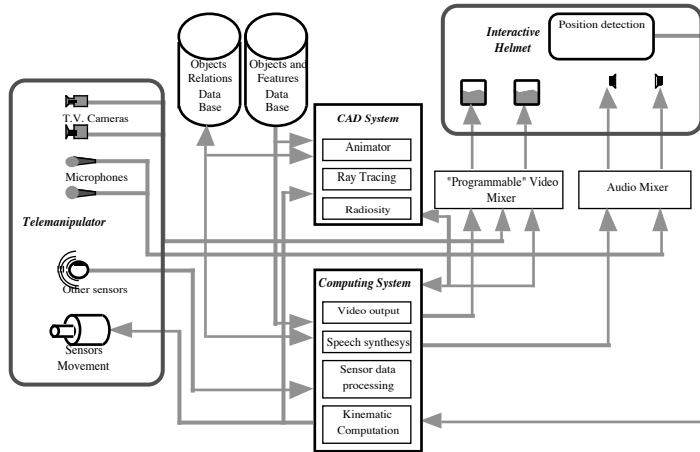 Interactive
Helmet
Position detection
Objects
Relations
Data
Base
Objects and
Features
Data
Base
T.V. Cameras
Microphones
Telemanipulator
Other sensors
Sensors
Movement
CAD System
Animator
Ray Tracing
Radiosity
"Programmable" Video
Mixer
Audio Mixer
Computing System
Video output
Speech synthesys
Sensor data
processing
Kinematic
Computation